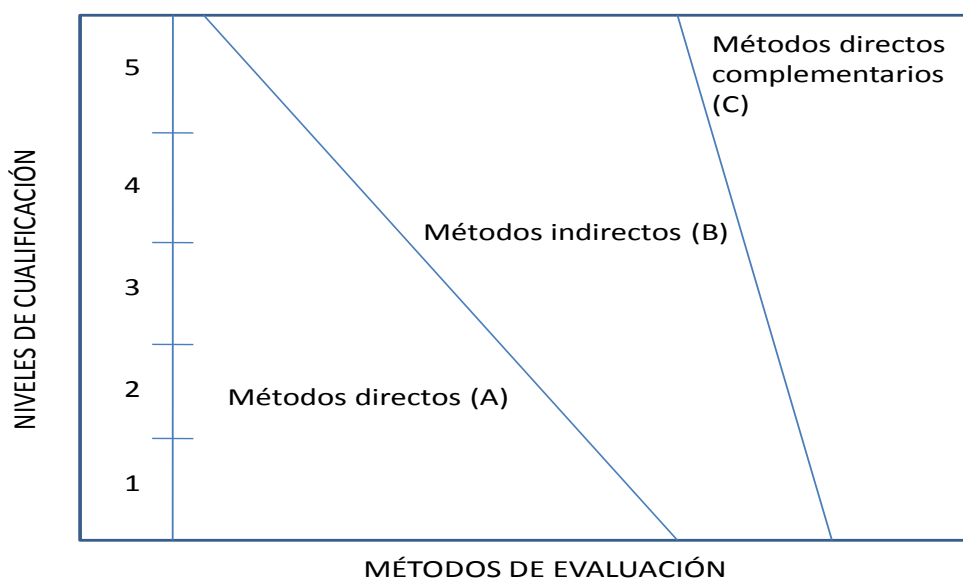 NIVELES DE CUALIFICACIÓN
5
4
3
2
1
Métodos directos
complementarios
(C)
Métodos indirectos (B)
Métodos directos (A)
MÉTODOS DE EVALUACIÓN